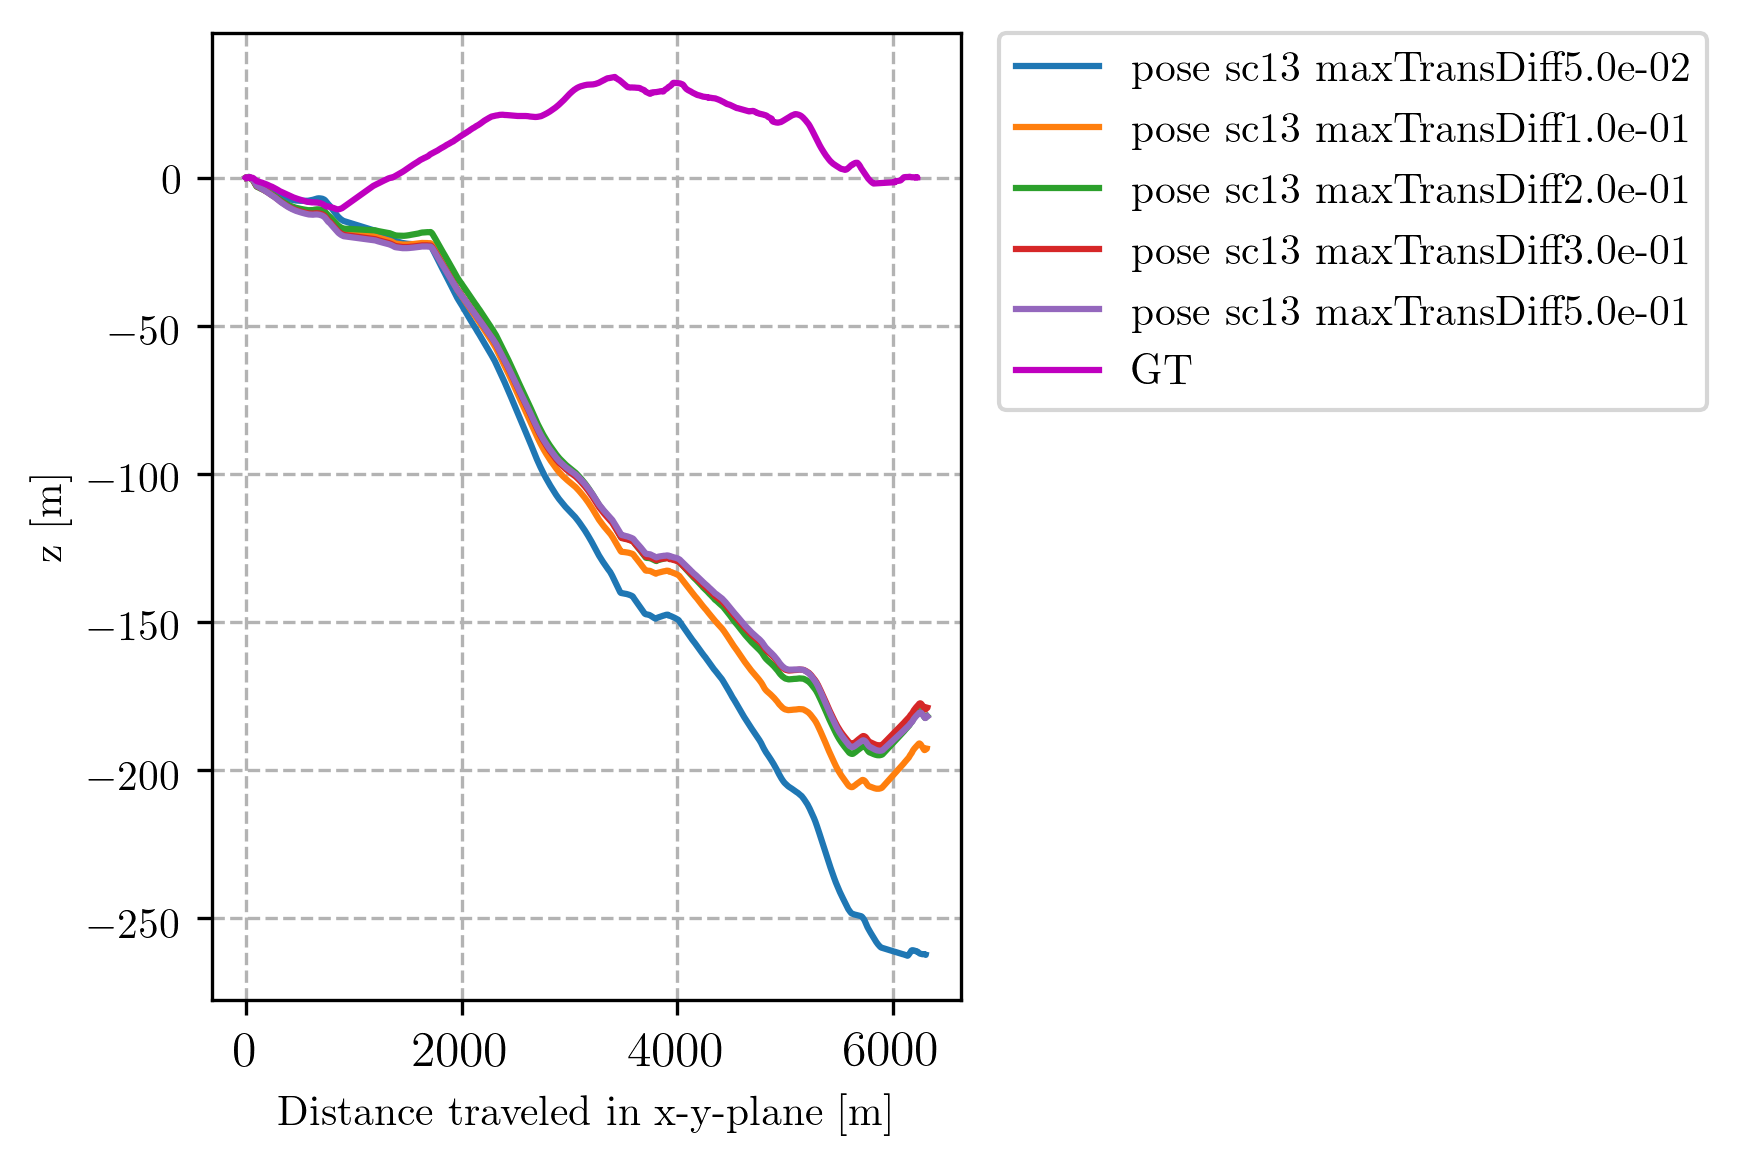 0
−50
−100
−150
−200
−250
z [m]
0 2000 4000 6000
Distance traveled in x-y-plane [m]
pose sc13 maxTransDiff5.0e-02
pose sc13 maxTransDiff1.0e-01
pose sc13 maxTransDiff2.0e-01
pose sc13 maxTransDiff3.0e-01
pose sc13 maxTransDiff5.0e-01
GT